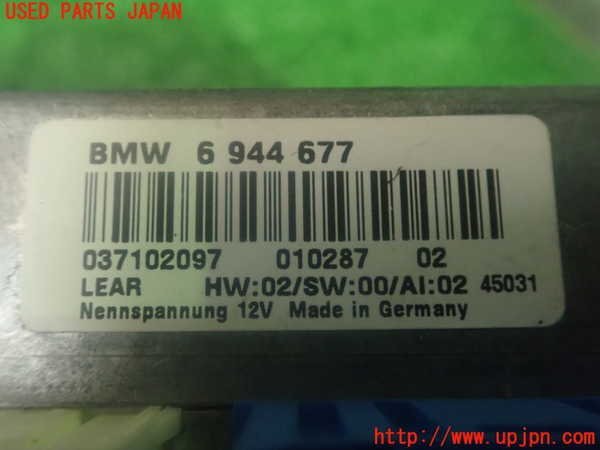 USED PARTS JAPAN
BMW 6 944 677
037102097 010287 02
LEAR HW:02/SW:00/AI:02 45031
Nennspannung 12V Made in Germany
http://www.upjpn.com/